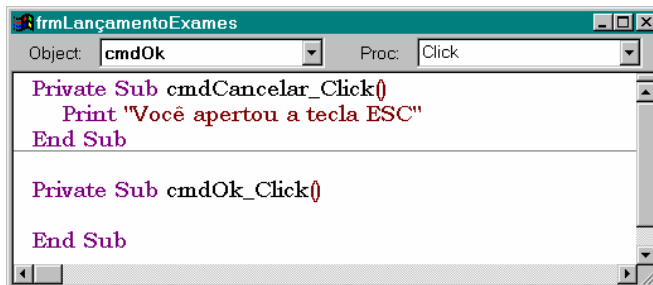 frmLançamentoExames
Object: cmdOk Proc: Click
Private Sub cmdCancelar_Click()
Print "Você apertou a tecla ESC"
End Sub
Private Sub cmdOk_Click()
End Sub